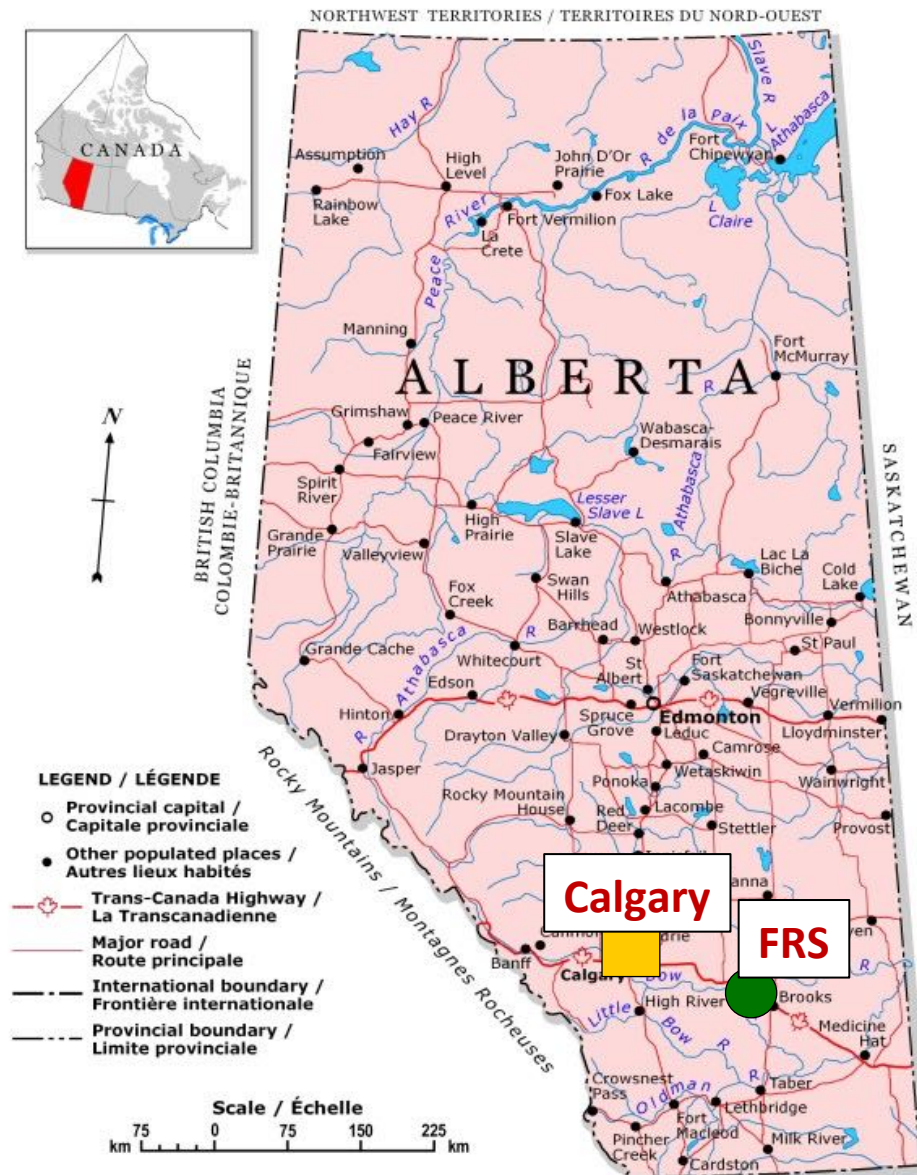 NORTHWEST TERRITORIES / TERRITOIRES DU NORD-OUEST
CANADA
Hay R
Slave R
R de la Paix
L Athabasca
Fort
Chipewyan
Assumption
High
Level
John D'Or
Prairie
Rainbow
Lake
River
Fort Vermilion
Fox Lake
L
Claire
La
Crete
Peace
Manning
Fort
McMurray
ALBERTA
R
N
BRITISH COLUMBIA
COLOMBIE-BRITANNIQUE
SASKATCHEWAN
Grimshaw
Peace River
Fairview
Wabasca-
Desmarais
Athabasca
Spirit
River
High
Prairie
Lesser
Slave L
Grande
Prairie
Valleyview
Slave
Lake
R
Lac La
Biche
Cold
Lake
Fox
Creek
Swan
Hills
Athabasca
Bonnyville
Barrhead
Westlock
St Paul
Grande Cache
Athabasca
R
Whitecourt
St
Albert
Fort
Saskatchewan
Edson
Vegreville
Vermilion
Hinton
R
Spruce
Grove
Edmonton
Lloydminster
Drayton Valley
Leduc
Camrose
Jasper
Wetaskiwin
Wainwright
Ponoka
Rocky Mountain
House
Red
Deer
Lacombe
Stettler
Provost
Rocky Mountains / Montagnes Rocheuses
LEGEND / LÉGENDE
Provincial capital /
Capitale provinciale
Other populated places /
Autres lieux habités
Trans-Canada Highway /
La Transcanadienne
Major road /
Route principale
International boundary /
Frontière internationale
Provincial boundary /
Limite provinciale
Calgary
FRS
Banff
Calgary
Bow
R
High River
Brooks
Little
Bow
R
Medicine
Hat
Crowsnest
Pass
Oldman
R
Taber
Fort
Macleod
Lethbridge
Pincher
Creek
Milk River
Cardston
Scale / Échelle
km 75 0 75 150 225 km